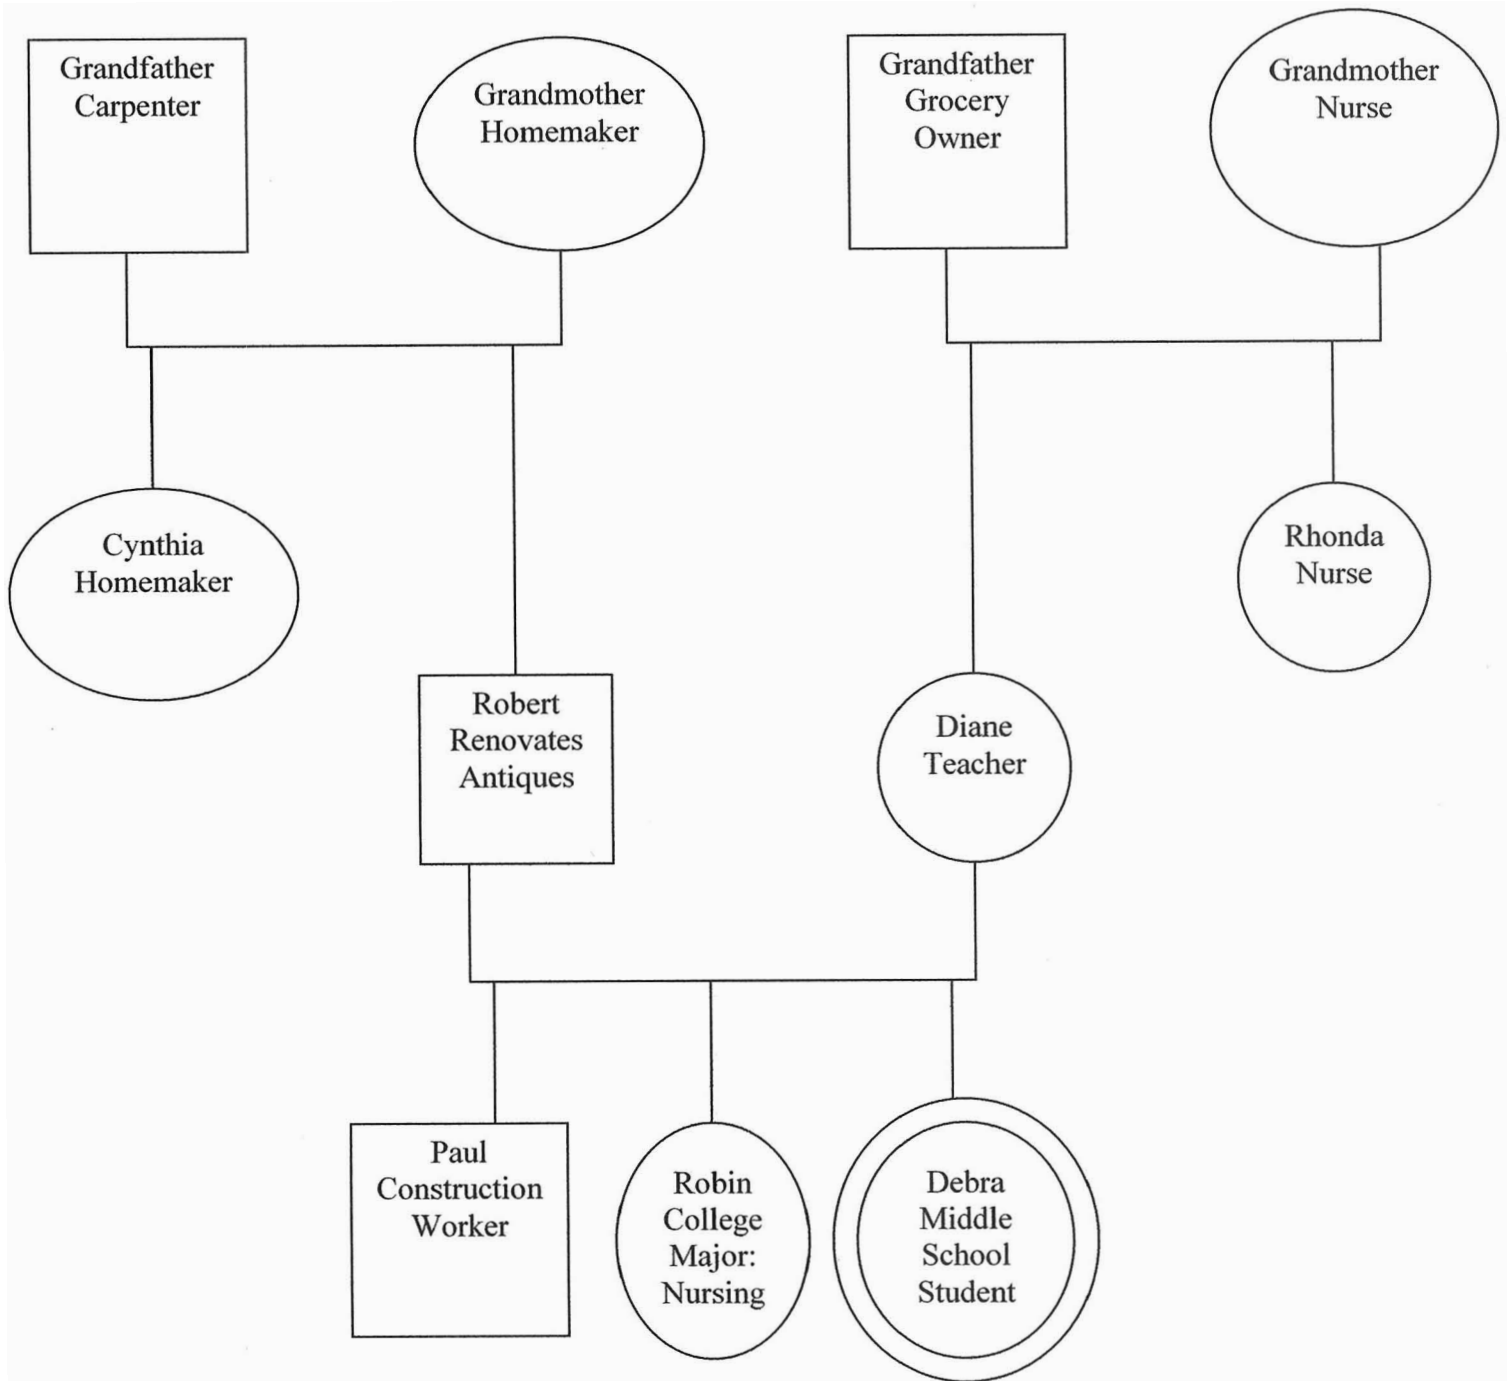 Grandfather
Carpenter
Grandmother
Homemaker
Grandfather
Grocery
Owner
Grandmother
Nurse
Cynthia
Homemaker
Rhonda
Nurse
Robert
Renovates
Antiques
Diane
Teacher
Paul
Construction
Worker
Robin
College
Major:
Nursing
Debra
Middle
School
Student